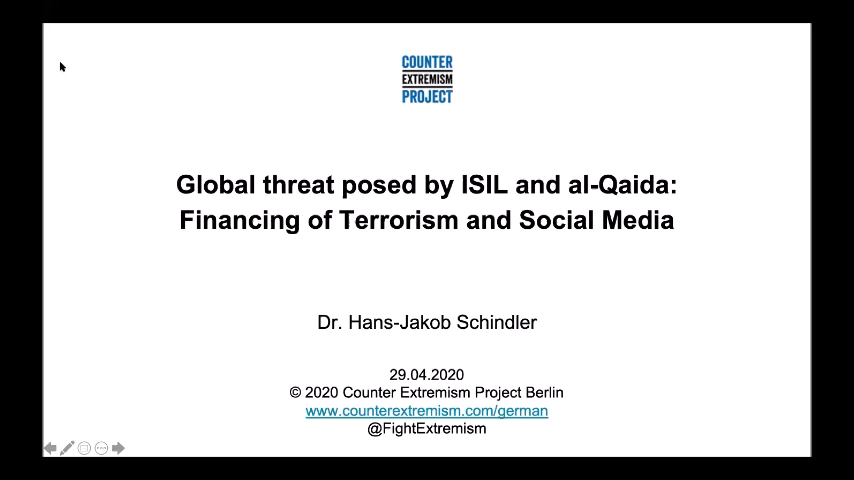 COUNTER
EXTREMISM
PROJECT
Global threat posed by ISIL and al-Qaida:
Financing of Terrorism and Social Media
Dr. Hans-Jakob Schindler
29.04.2020
© 2020 Counter Extremism Project Berlin
www.counterextremism.com/german
@FightExtremism